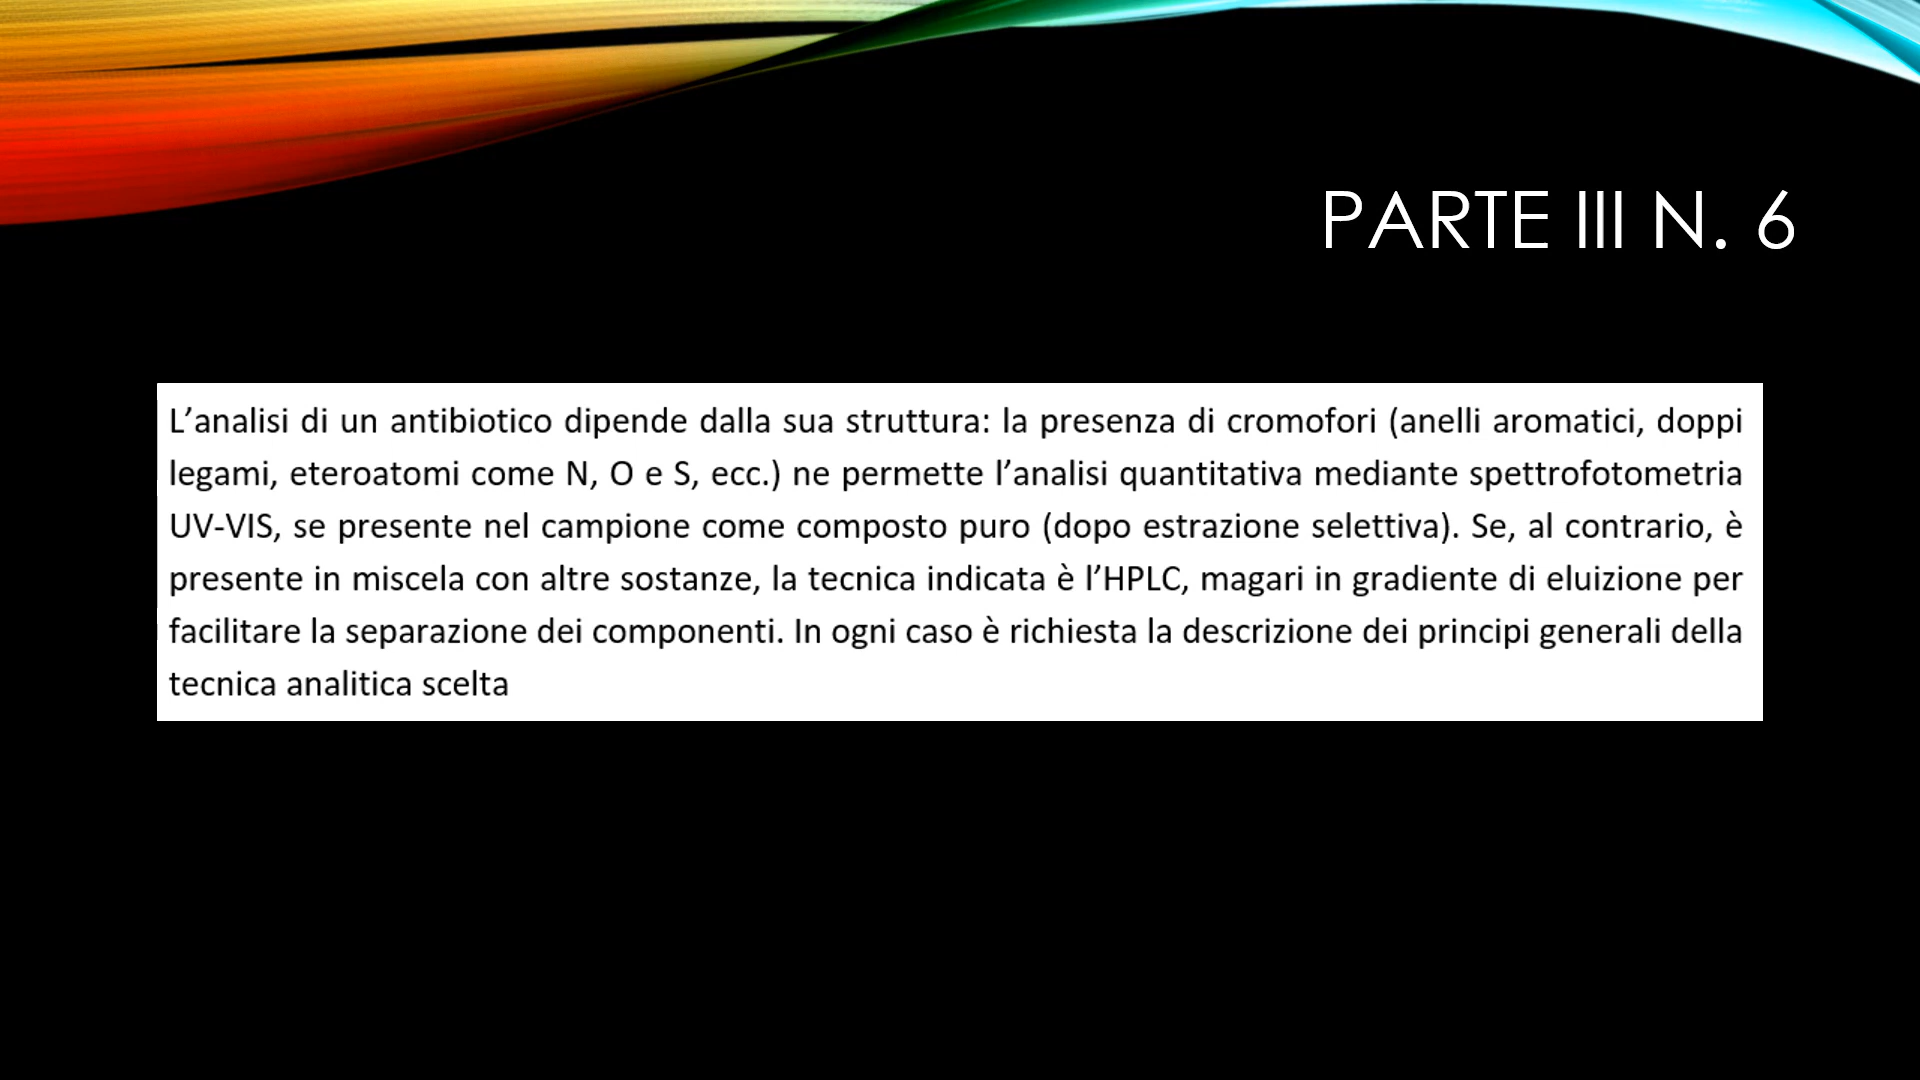 PARTE III N. 6
L’analisi di un antibiotico dipende dalla sua struttura: la presenza di cromofori (anelli aromatici, doppi
legami, eteroatomi come N, O e S, ecc.) ne permette l’analisi quantitativa mediante spettrofotometria
UV-VIS, se presente nel campione come composto puro (dopo estrazione selettiva). Se, al contrario, è
presente in miscela con altre sostanze, la tecnica indicata è l’HPLC, magari in gradiente di eluizione per
facilitare la separazione dei componenti. In ogni caso è richiesta la descrizione dei principi generali della
tecnica analitica scelta